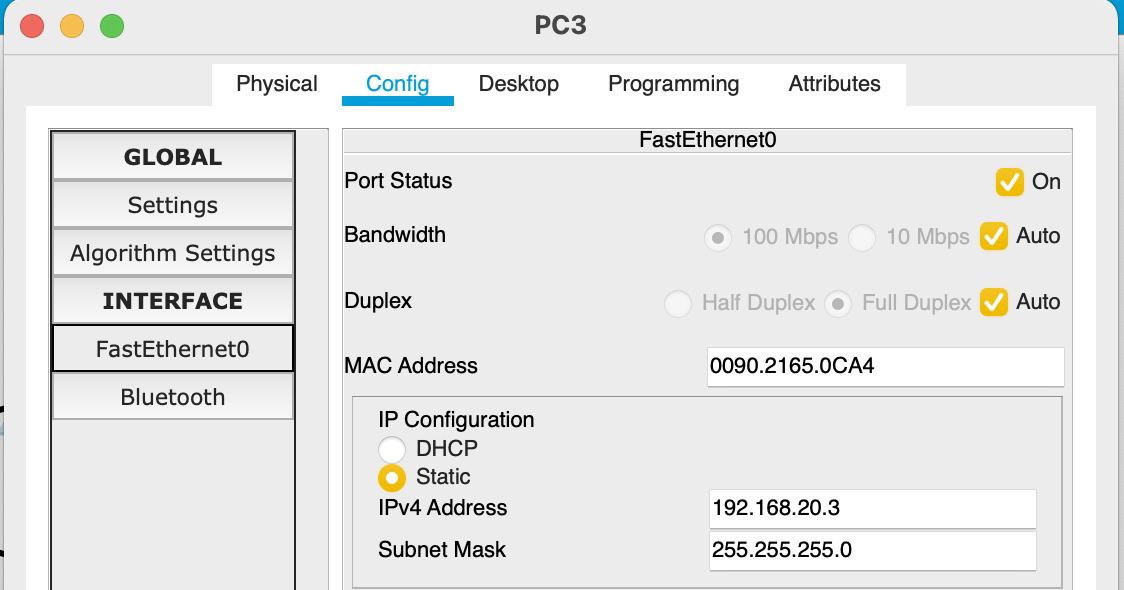 PC3
Physical Config Desktop Programming Attributes
GLOBAL
Settings
Algorithm Settings
INTERFACE
FastEthernet0
Bluetooth
FastEthernet0
Port Status On
Bandwidth 100 Mbps 10 Mbps Auto
Duplex Half Duplex Full Duplex Auto
MAC Address 0090.2165.0CA4
IP Configuration
DHCP
Static
IPv4 Address 192.168.20.3
Subnet Mask 255.255.255.0